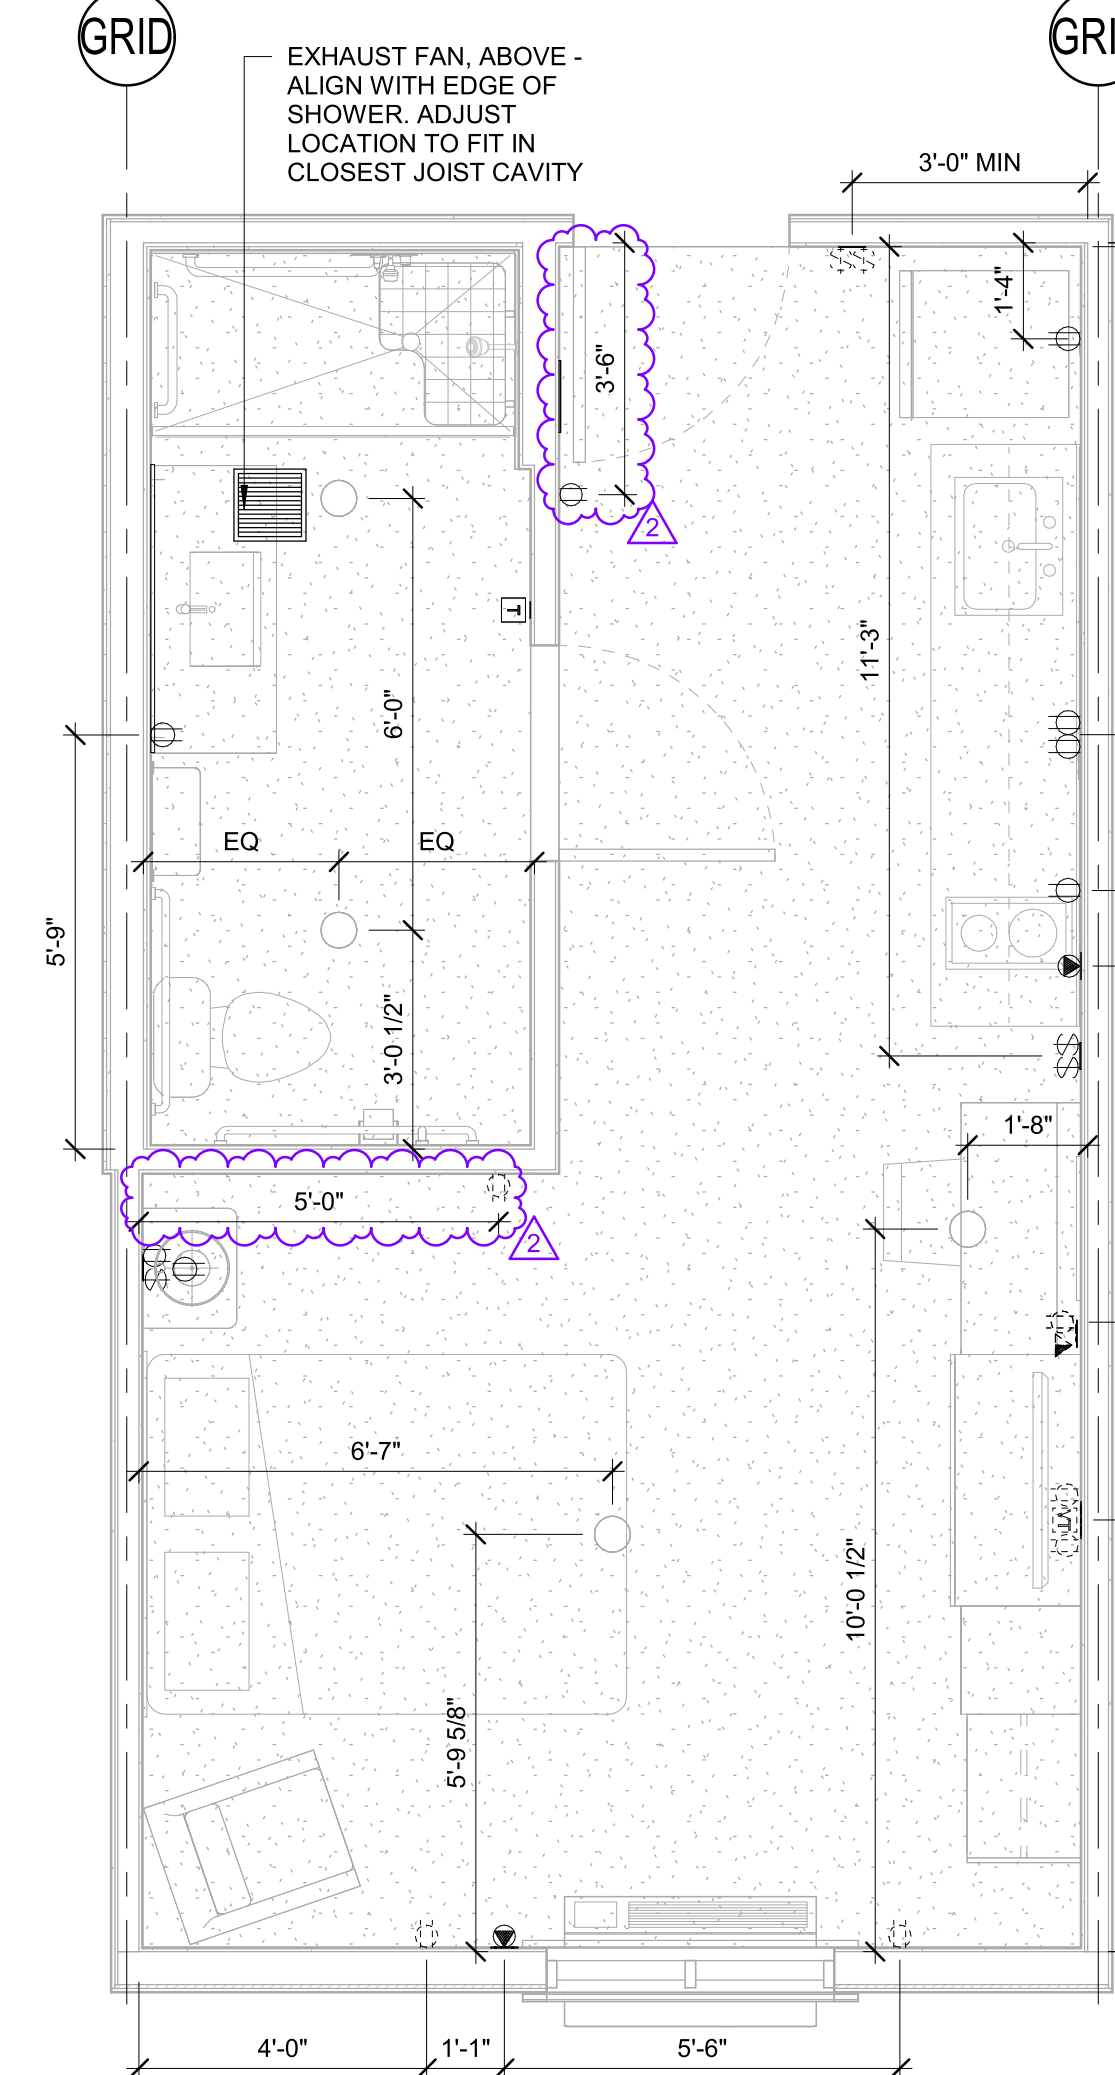 GRID
GRI
EXHAUST FAN, ABOVE -
ALIGN WITH EDGE OF
SHOWER. ADJUST
LOCATION TO FIT IN
CLOSEST JOIST CAVITY
3'-0" MIN
1'-4"
3'-6"
2
T
11'-3"
6'-0"
EQ
EQ
5'-9"
3'-0 1/2"
1'-8"
5'-0"
2
6'-7"
TV
10'-0 1/2"
5'-9 5/8"
4'-0"
1'-1"
5'-6"